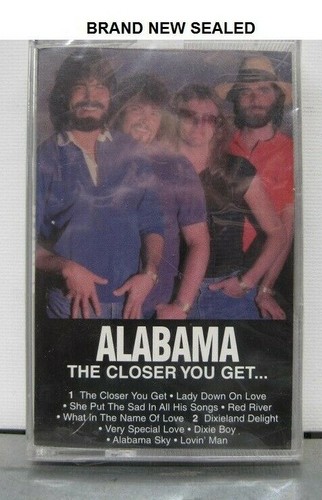 BRAND NEW SEALED
ALABAMA
THE CLOSER YOU GET...
1 The Closer You Get • Lady Down On Love
• She Put The Sad In All His Songs • Red River
• What In The Name Of Love 2 Dixieland Delight
• Very Special Love • Dixie Boy
• Alabama Sky • Lovin' Man